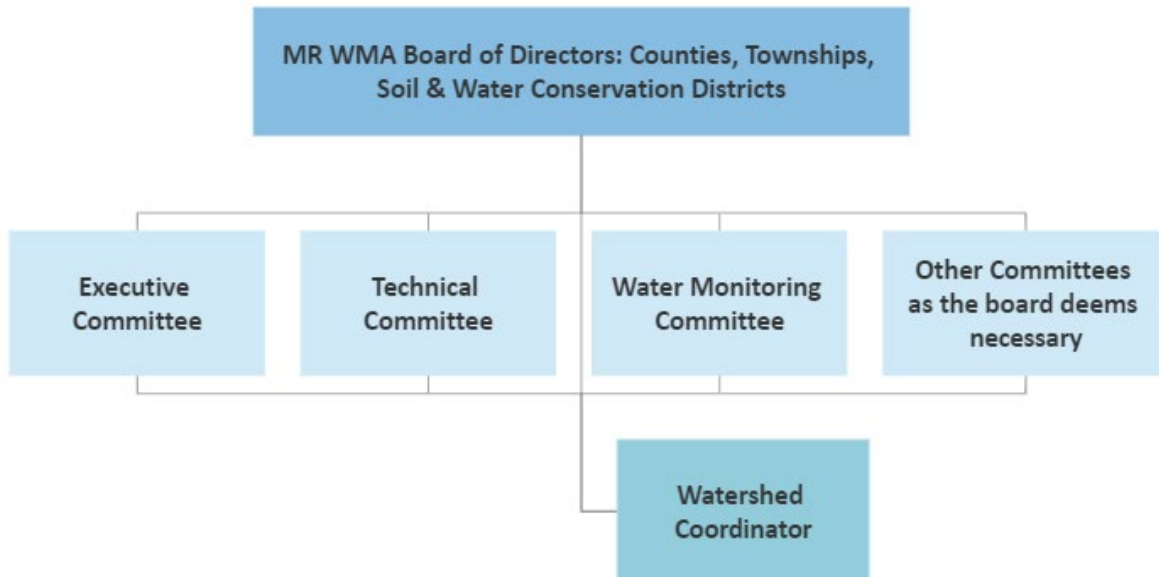 MR WMA Board of Directors: Counties, Townships,
Soil & Water Conservation Districts
Executive
Committee
Technical
Committee
Water Monitoring
Committee
Other Committees
as the board deems
necessary
Watershed
Coordinator